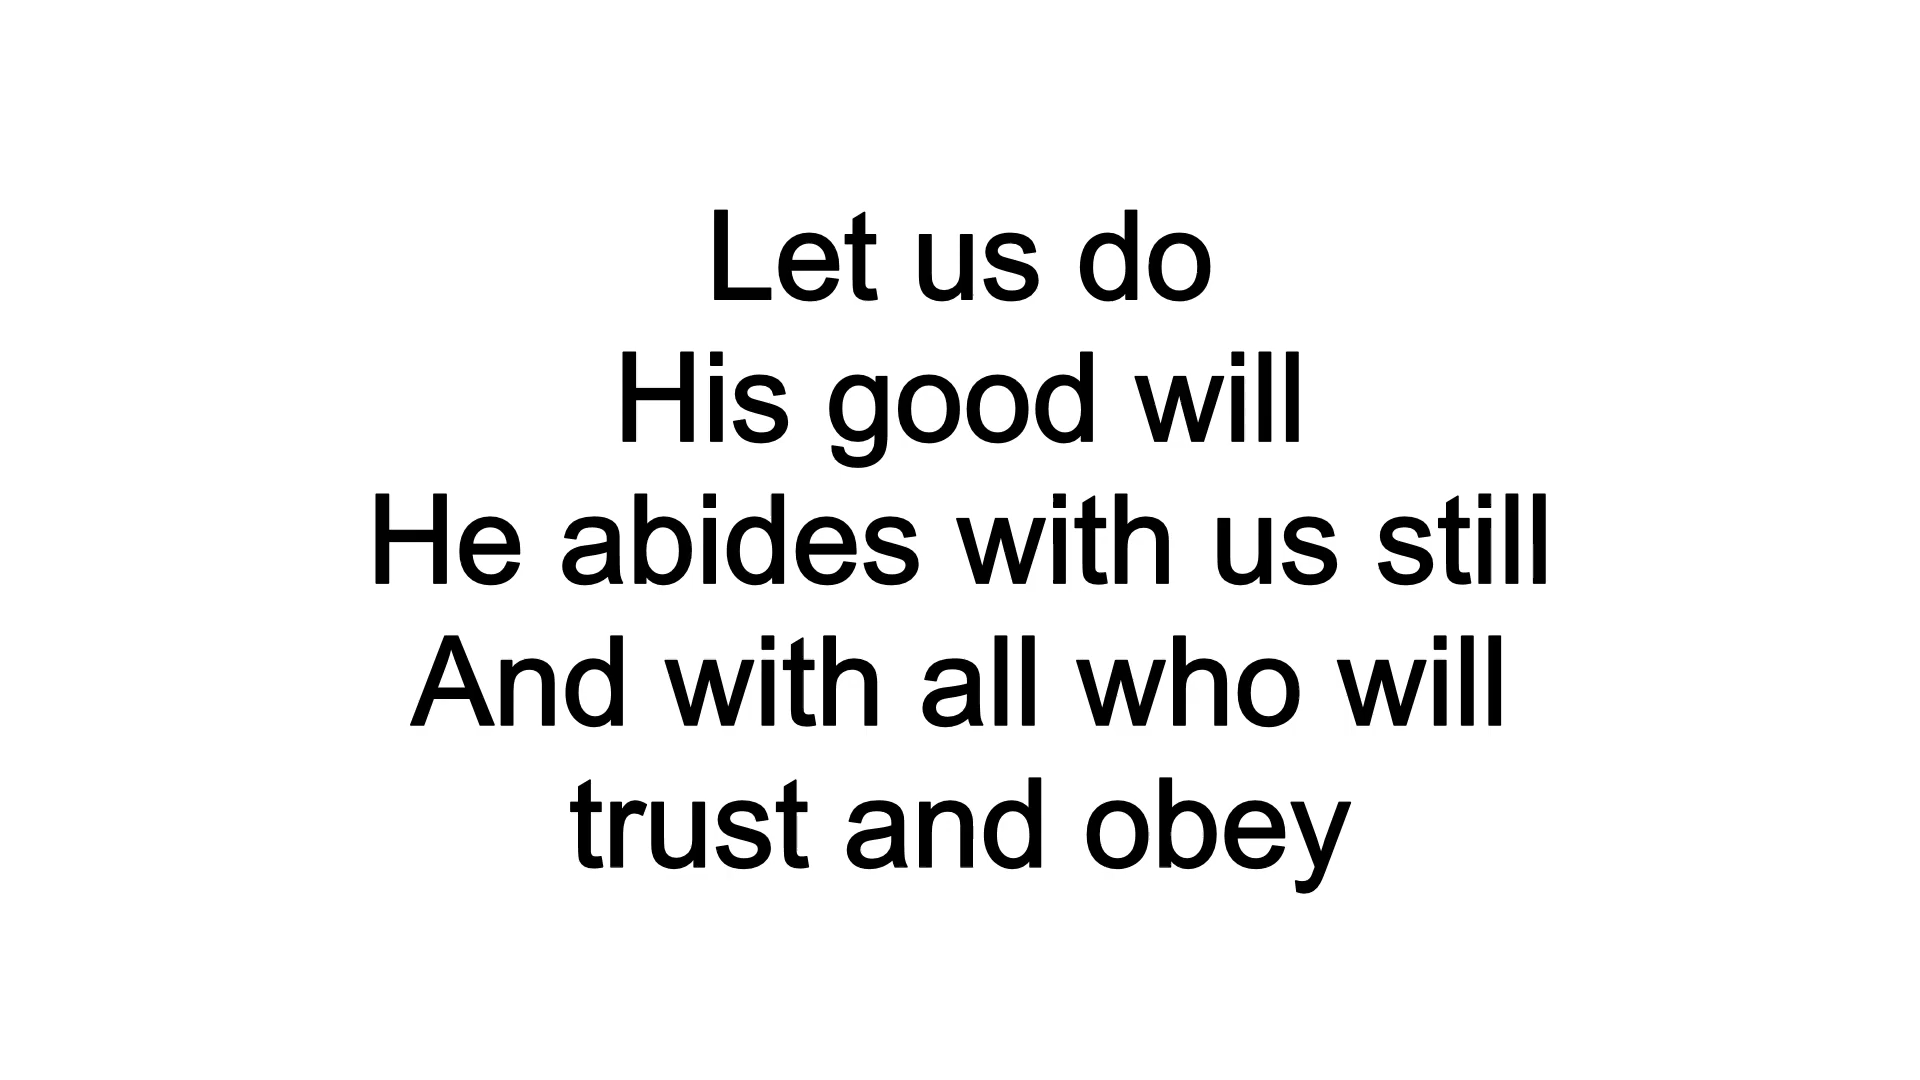 Let us do
His good will
He abides with us still
And with all who will
trust and obey